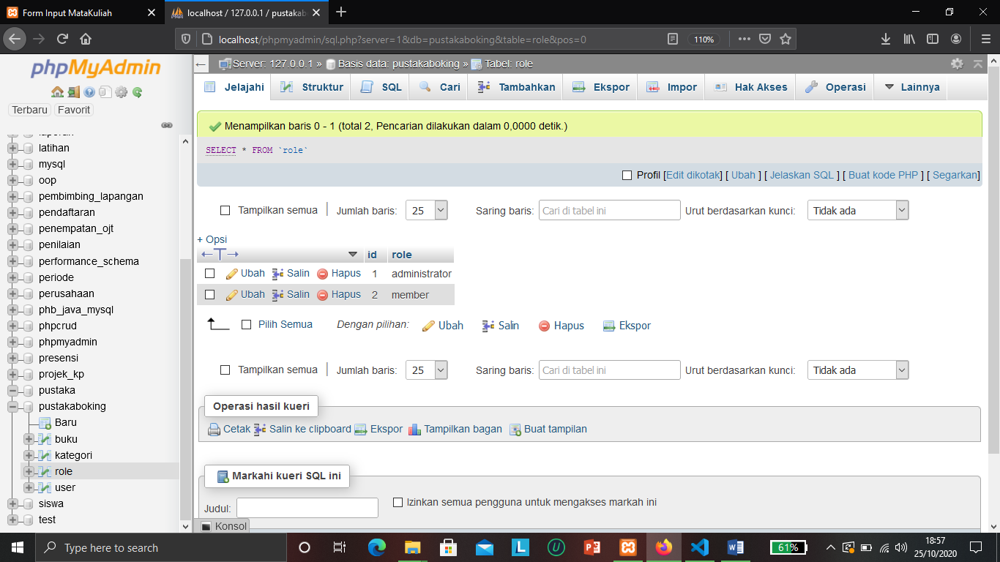 Form Input MataKuliah
localhost / 127.0.0.1 / pustakab
localhost/phpmyadmin/sql.php?server=1&db=pustakaboking&table=role&pos=0
110%
phpMyAdmin
Terbaru Favorit
laporan
latihan
mysql
oop
pembimbing_lapangan
pendaftaran
penempatan_ojt
penilaian
performance_schema
periode
perusahaan
phb_java_mysql
phpcrud
phpmyadmin
presensi
projek_kp
pustaka
pustakaboking
Baru
buku
kategori
role
user
siswa
test
Server: 127.0.0.1 » Basis data: pustakaboking » Tabel: role
Jelajahi Struktur SQL Cari Tambahkan Ekspor Impor Hak Akses Operasi Lainnya
Menampilkan baris 0 - 1 (total 2, Pencarian dilakukan dalam 0,0000 detik.)
SELECT * FROM `role`
Profil [Edit dikotak] [ Ubah ] [ Jelaskan SQL ] [ Buat kode PHP ] [ Segarkan]
Tampilkan semua Jumlah baris: 25 Saring baris: Cari di tabel ini Urut berdasarkan kunci: Tidak ada
+ Opsi
←T→ id role
Ubah Salin Hapus 1 administrator
Ubah Salin Hapus 2 member
Pilih Semua Dengan pilihan: Ubah Salin Hapus Ekspor
Tampilkan semua Jumlah baris: 25 Saring baris: Cari di tabel ini Urut berdasarkan kunci: Tidak ada
Operasi hasil kueri
Cetak Salin ke clipboard Ekspor Tampilkan bagan Buat tampilan
Markahi kueri SQL ini
Judul: Izinkan semua pengguna untuk mengakses markah ini
Konsol
Type here to search
61%
18:57
25/10/2020